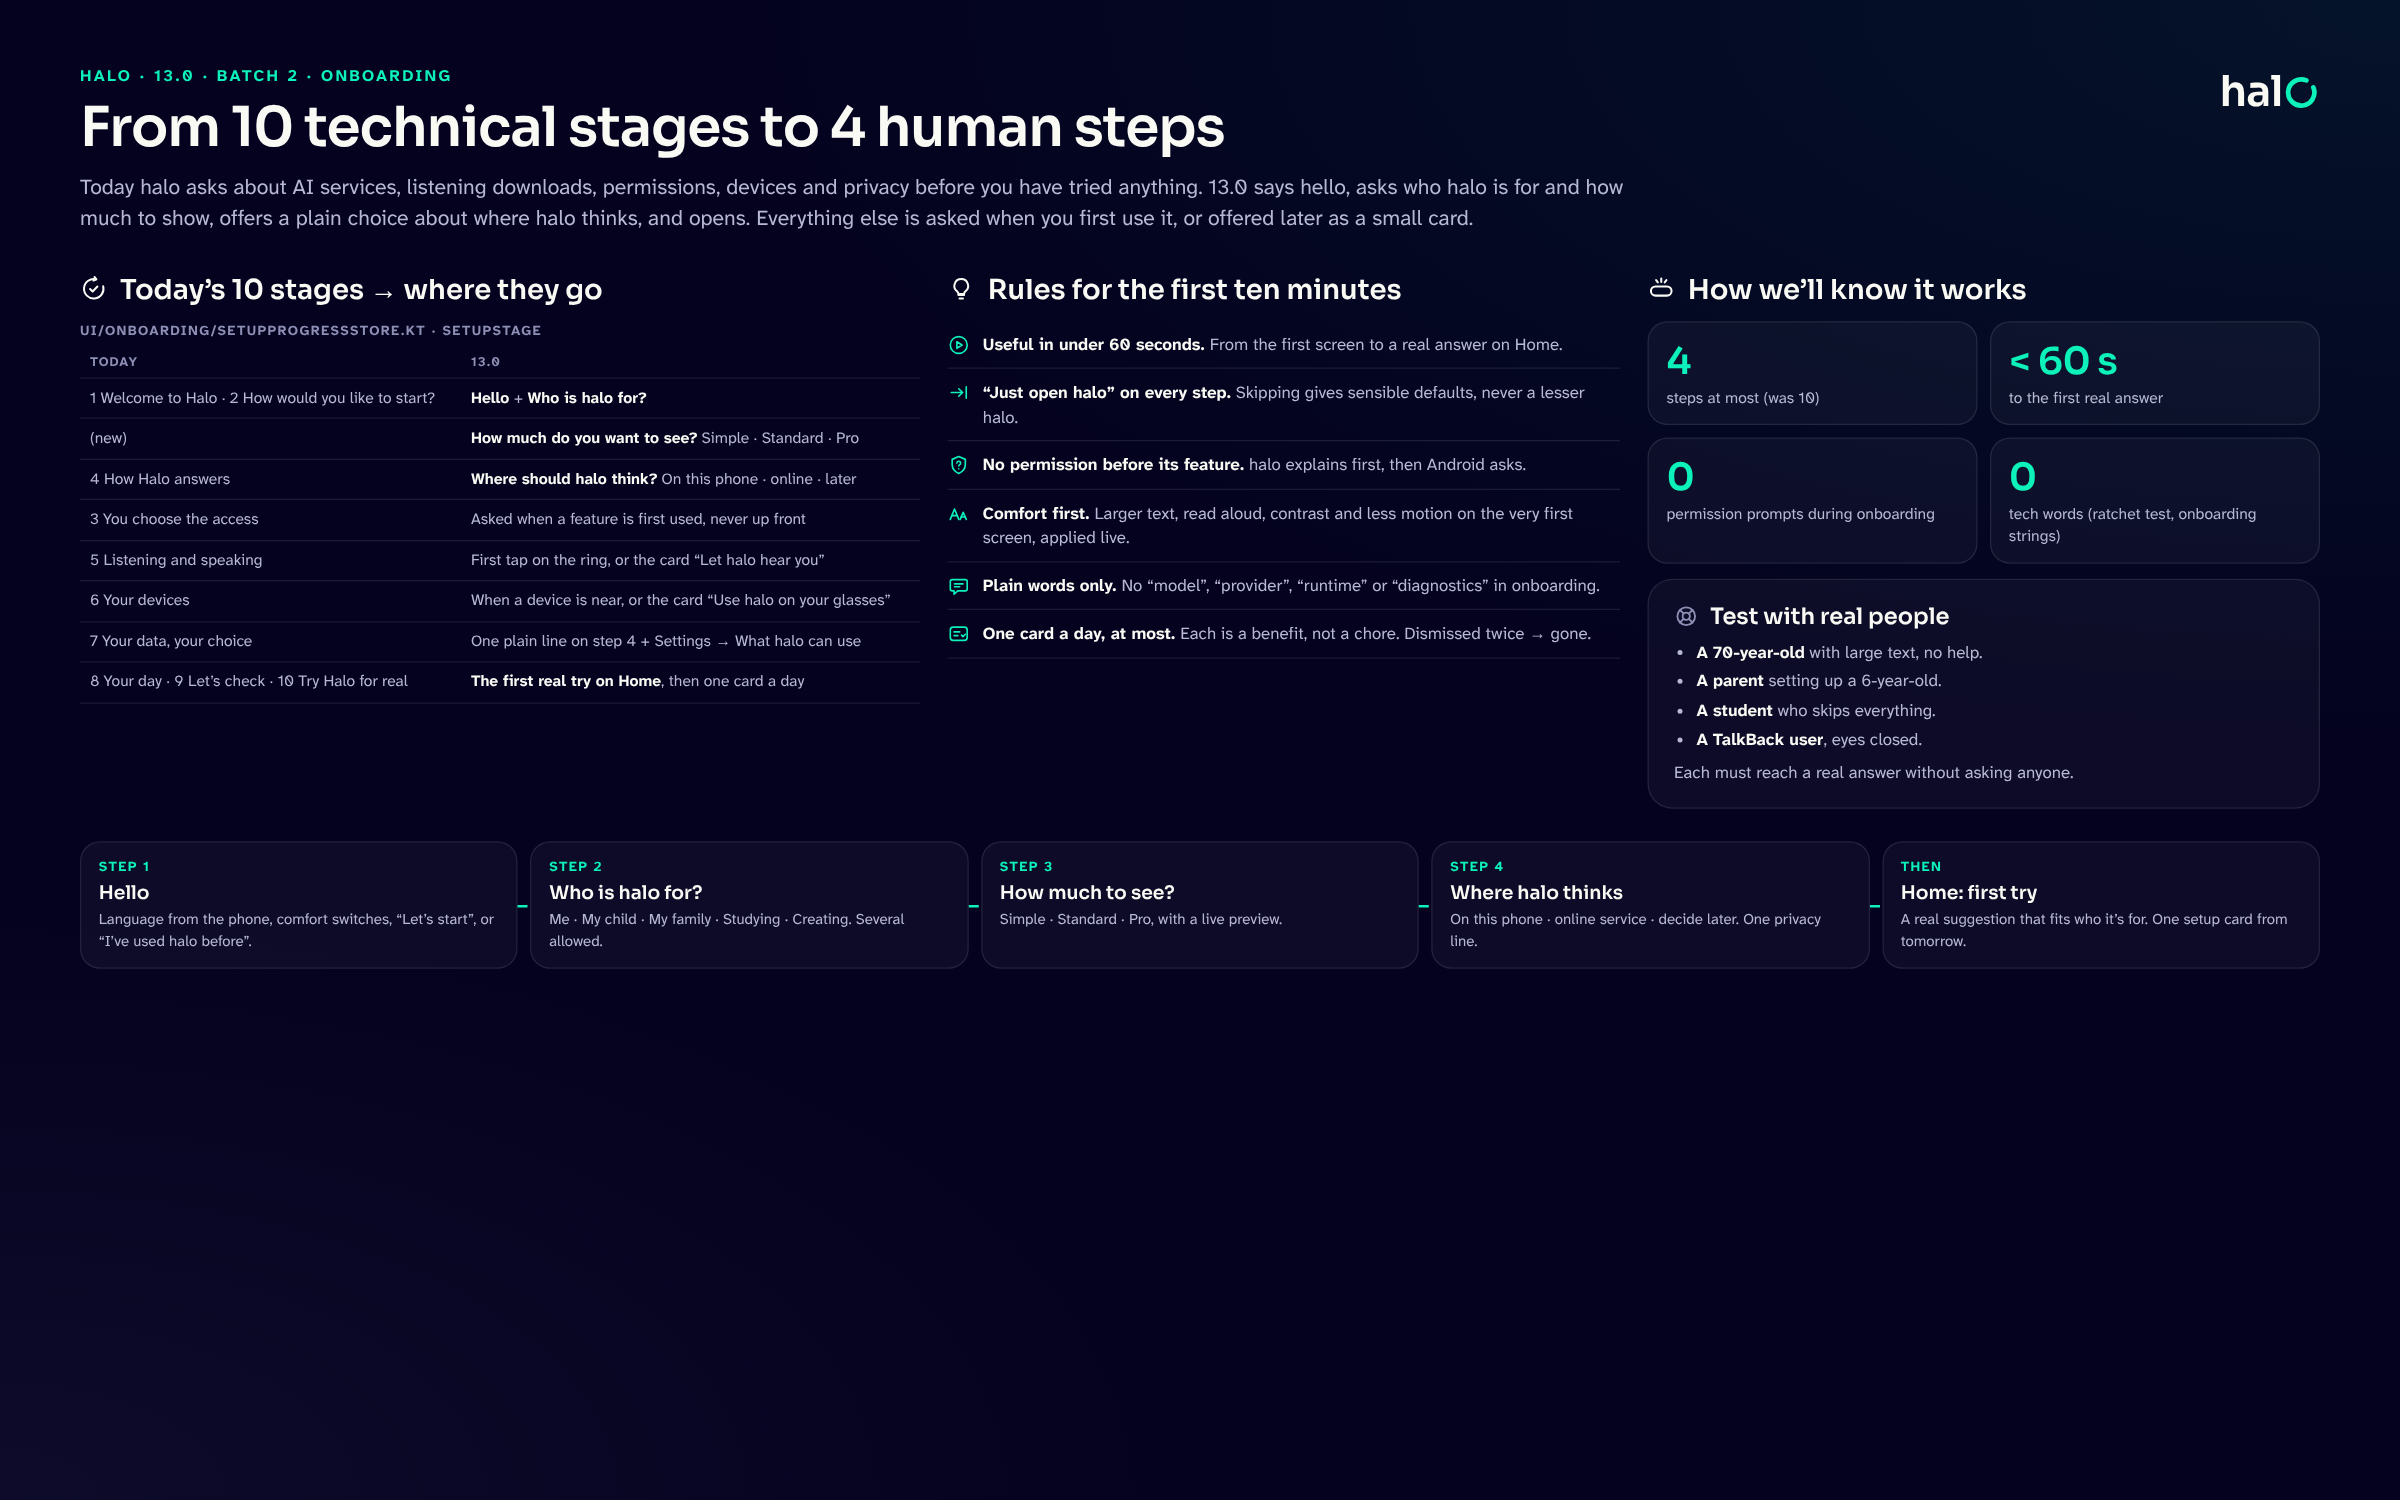 HALO · 13.0 · BATCH 2 · ONBOARDING
halo
From 10 technical stages to 4 human steps
Today halo asks about AI services, listening downloads, permissions, devices and privacy before you have tried anything. 13.0 says hello, asks who halo is for and how
much to show, offers a plain choice about where halo thinks, and opens. Everything else is asked when you first use it, or offered later as a small card.
Today’s 10 stages → where they go
UI/ONBOARDING/SETUPPROGRESSSTORE.KT · SETUPSTAGE
TODAY 13.0
1 Welcome to Halo · 2 How would you like to start? Hello + Who is halo for?
(new) How much do you want to see? Simple · Standard · Pro
4 How Halo answers Where should halo think? On this phone · online · later
3 You choose the access Asked when a feature is first used, never up front
5 Listening and speaking First tap on the ring, or the card “Let halo hear you”
6 Your devices When a device is near, or the card “Use halo on your glasses”
7 Your data, your choice One plain line on step 4 + Settings → What halo can use
8 Your day · 9 Let’s check · 10 Try Halo for real The first real try on Home, then one card a day
Rules for the first ten minutes
Useful in under 60 seconds. From the first screen to a real answer on Home.
“Just open halo” on every step. Skipping gives sensible defaults, never a lesser
halo.
No permission before its feature. halo explains first, then Android asks.
Comfort first. Larger text, read aloud, contrast and less motion on the very first
screen, applied live.
Plain words only. No “model”, “provider”, “runtime” or “diagnostics” in onboarding.
One card a day, at most. Each is a benefit, not a chore. Dismissed twice → gone.
How we’ll know it works
4
steps at most (was 10)
< 60 s
to the first real answer
0
permission prompts during onboarding
0
tech words (ratchet test, onboarding
strings)
Test with real people
• A 70-year-old with large text, no help.
• A parent setting up a 6-year-old.
• A student who skips everything.
• A TalkBack user, eyes closed.
Each must reach a real answer without asking anyone.
STEP 1
Hello
Language from the phone, comfort switches, “Let’s start”, or
“I’ve used halo before”.
STEP 2
Who is halo for?
Me · My child · My family · Studying · Creating. Several
allowed.
STEP 3
How much to see?
Simple · Standard · Pro, with a live preview.
STEP 4
Where halo thinks
On this phone · online service · decide later. One privacy
line.
THEN
Home: first try
A real suggestion that fits who it’s for. One setup card from
tomorrow.